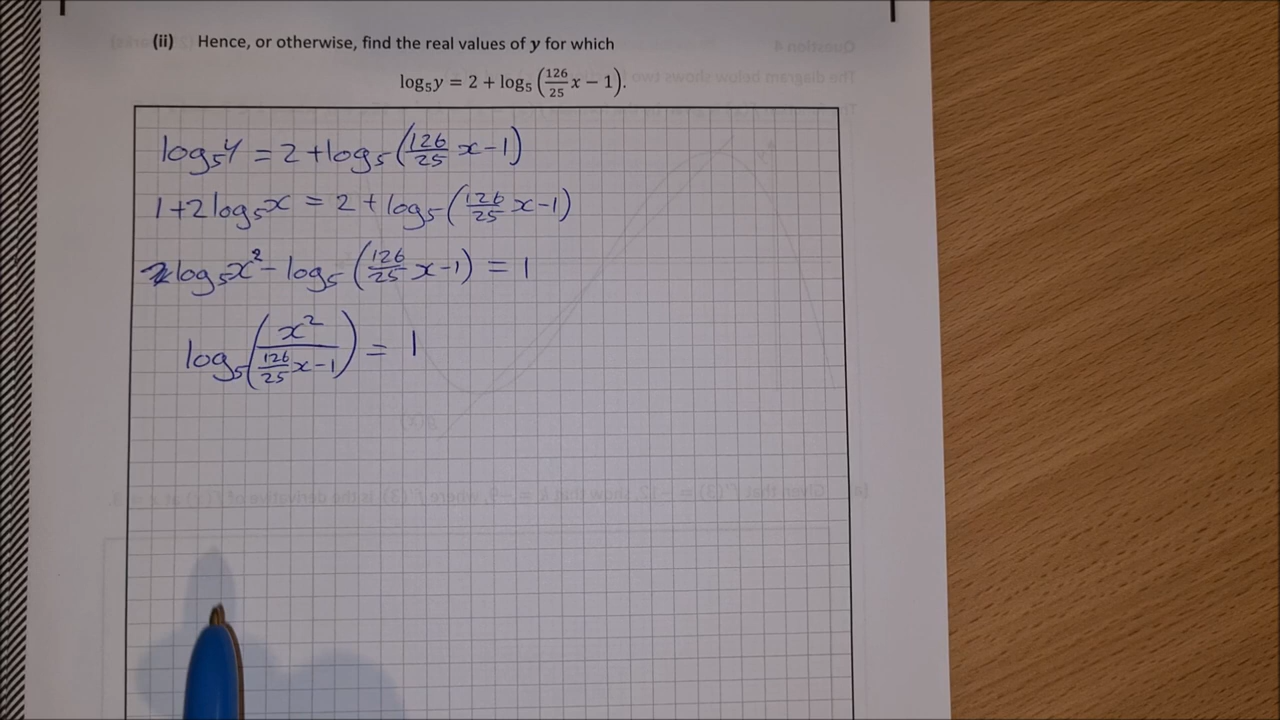 (ii) Hence, or otherwise, find the real values of y for which
log₅y = 2 + log₅(126/25 x − 1).
log₅y = 2 + log₅(126/25 x − 1)
1 + 2log₅x = 2 + log₅(126/25 x − 1)
log₅x² − log₅(126/25 x − 1) = 1
log₅(x² / (126/25 x − 1)) = 1